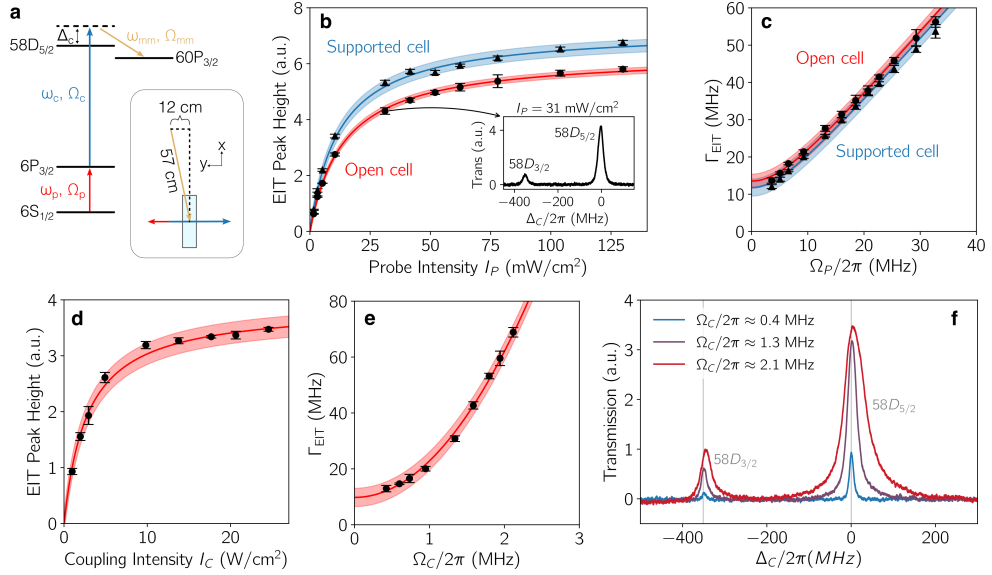 a
Δc
58D5/2
ωmm, Ωmm
60P3/2
ωc, Ωc
12 cm
57 cm
x
y
6P3/2
ωp, Ωp
6S1/2
b
EIT Peak Height (a.u.)
8
6
4
2
0
Supported cell
Open cell
IP = 31 mW/cm²
Trans (a.u.)
4
2
0
58D5/2
58D3/2
−400 −200 0
ΔC/2π (MHz)
0 25 50 75 100 125
Probe Intensity IP (mW/cm²)
c
ΓEIT (MHz)
60
50
40
30
20
10
0
Open cell
Supported cell
0 10 20 30 40
ΩP/2π (MHz)
d
EIT Peak Height (a.u.)
4
3
2
1
0
0 10 20
Coupling Intensity IC (W/cm²)
e
ΓEIT (MHz)
80
60
40
20
0
0 1 2 3
ΩC/2π (MHz)
f
Transmission (a.u.)
4
3
2
1
0
ΩC/2π ≈ 0.4 MHz
ΩC/2π ≈ 1.3 MHz
ΩC/2π ≈ 2.1 MHz
58D5/2
58D3/2
−400 −200 0 200
ΔC/2π(MHz)